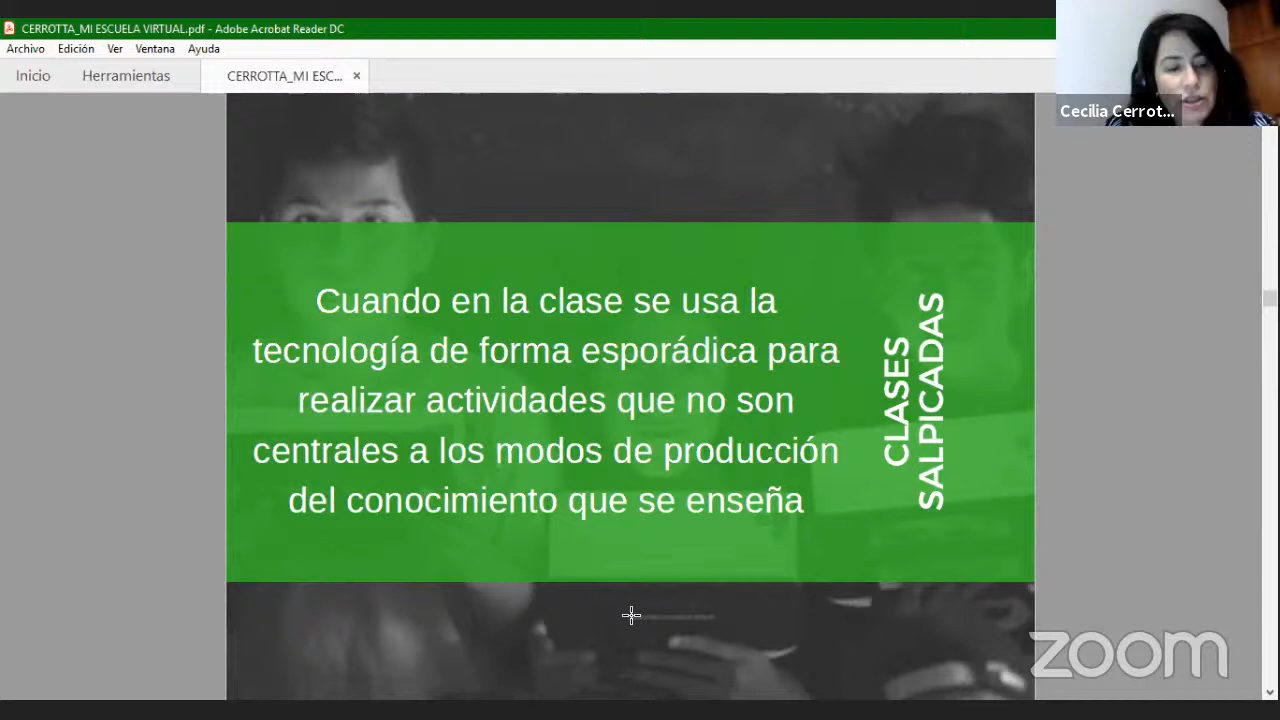 CERROTTA_MI ESCUELA VIRTUAL.pdf - Adobe Acrobat Reader DC
Archivo Edición Ver Ventana Ayuda
Inicio Herramientas CERROTTA_MI ESC... ×
Cecilia Cerrot...
Cuando en la clase se usa la
tecnología de forma esporádica para
realizar actividades que no son
centrales a los modos de producción
del conocimiento que se enseña
CLASES
SALPICADAS
zoom